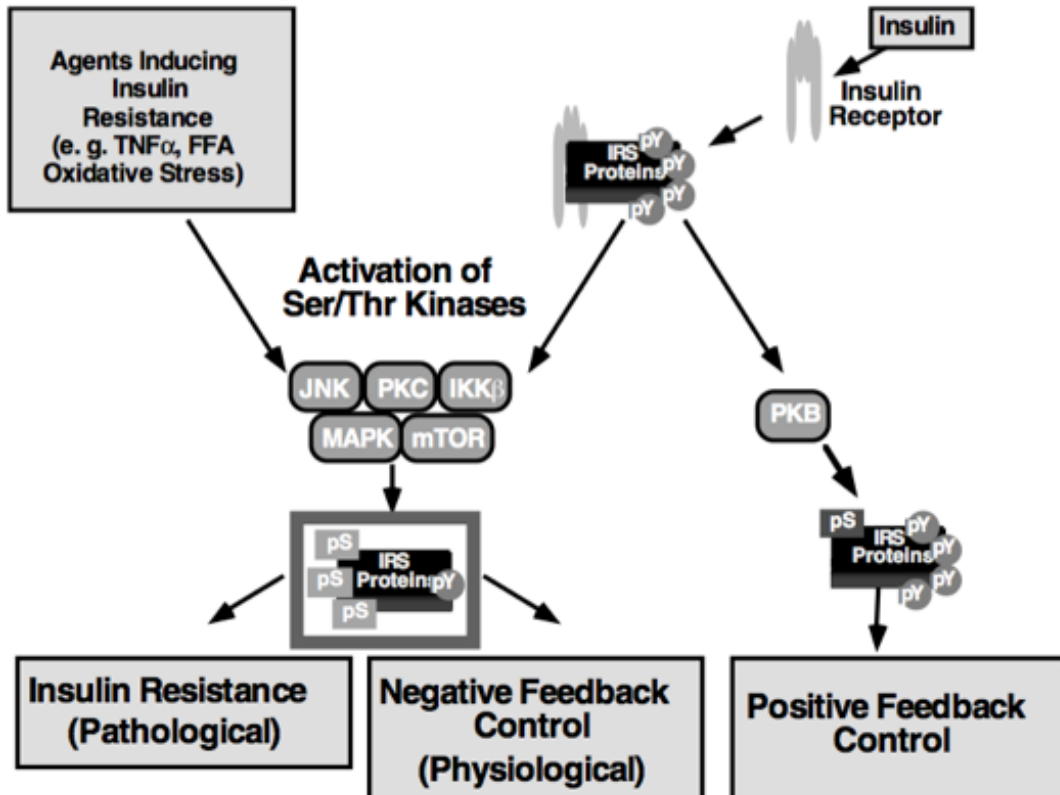 Agents Inducing
Insulin
Resistance
(e. g. TNFα, FFA
Oxidative Stress)
Insulin
Insulin
Receptor
IRS
Proteins
pY
pY
pY
pY
Activation of
Ser/Thr Kinases
JNK
PKC
IKKβ
MAPK
mTOR
PKB
pS
pS
pS
IRS
Proteins
pY
pS
IRS
Proteins
pY
pY
pY
pY
Insulin Resistance
(Pathological)
Negative Feedback
Control
(Physiological)
Positive Feedback
Control